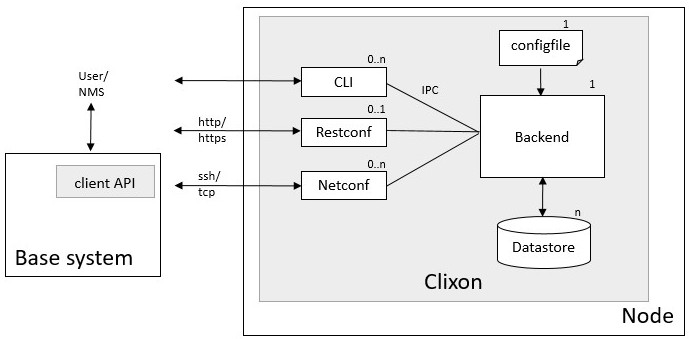 1
configfile
User/
NMS
0..n
CLI
IPC
1
http/
https
0..1
Restconf
Backend
0..n
ssh/
tcp
Netconf
client API
n
Datastore
Base system
Clixon
Node